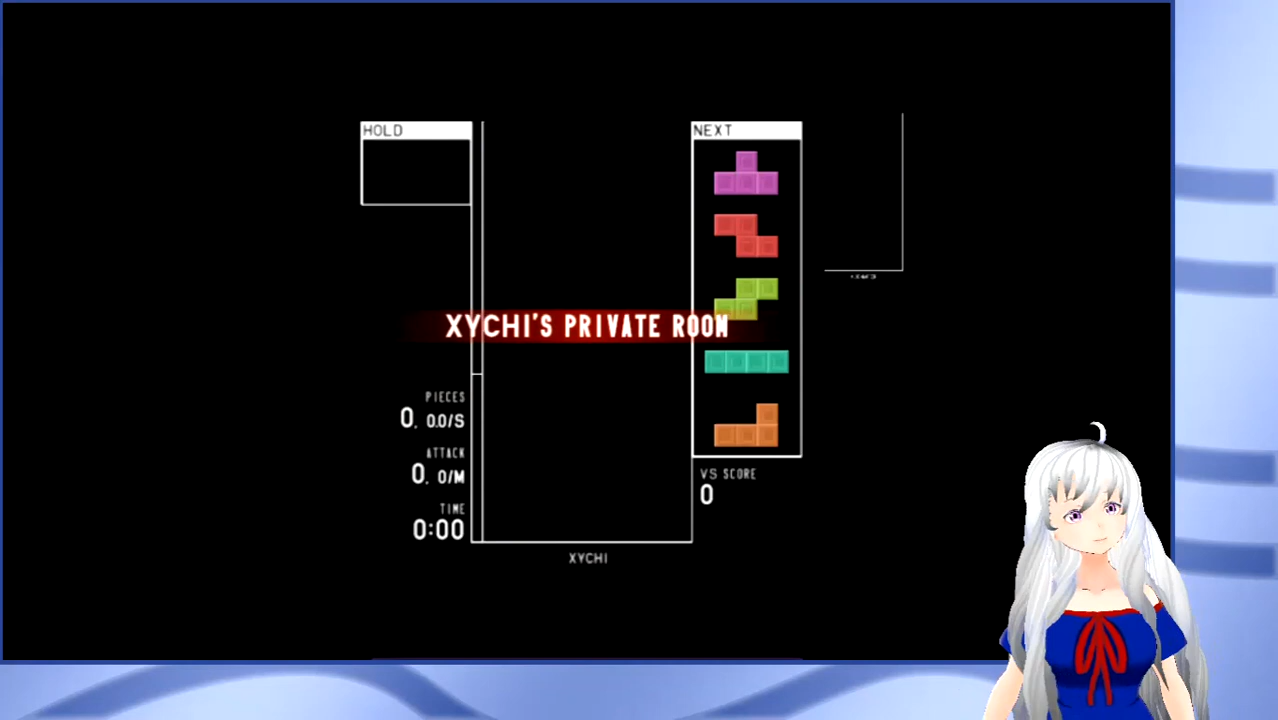 HOLD
NEXT
XYCHI'S PRIVATE ROOM
PIECES
0, 0.0/S
ATTACK
0, 0/M
TIME
0:00
VS SCORE
0
XYCHI